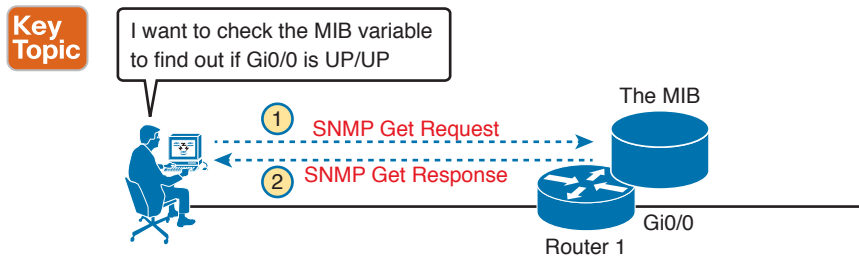 Key
Topic
I want to check the MIB variable
to find out if Gi0/0 is UP/UP
The MIB
1
SNMP Get Request
2
SNMP Get Response
Gi0/0
Router 1